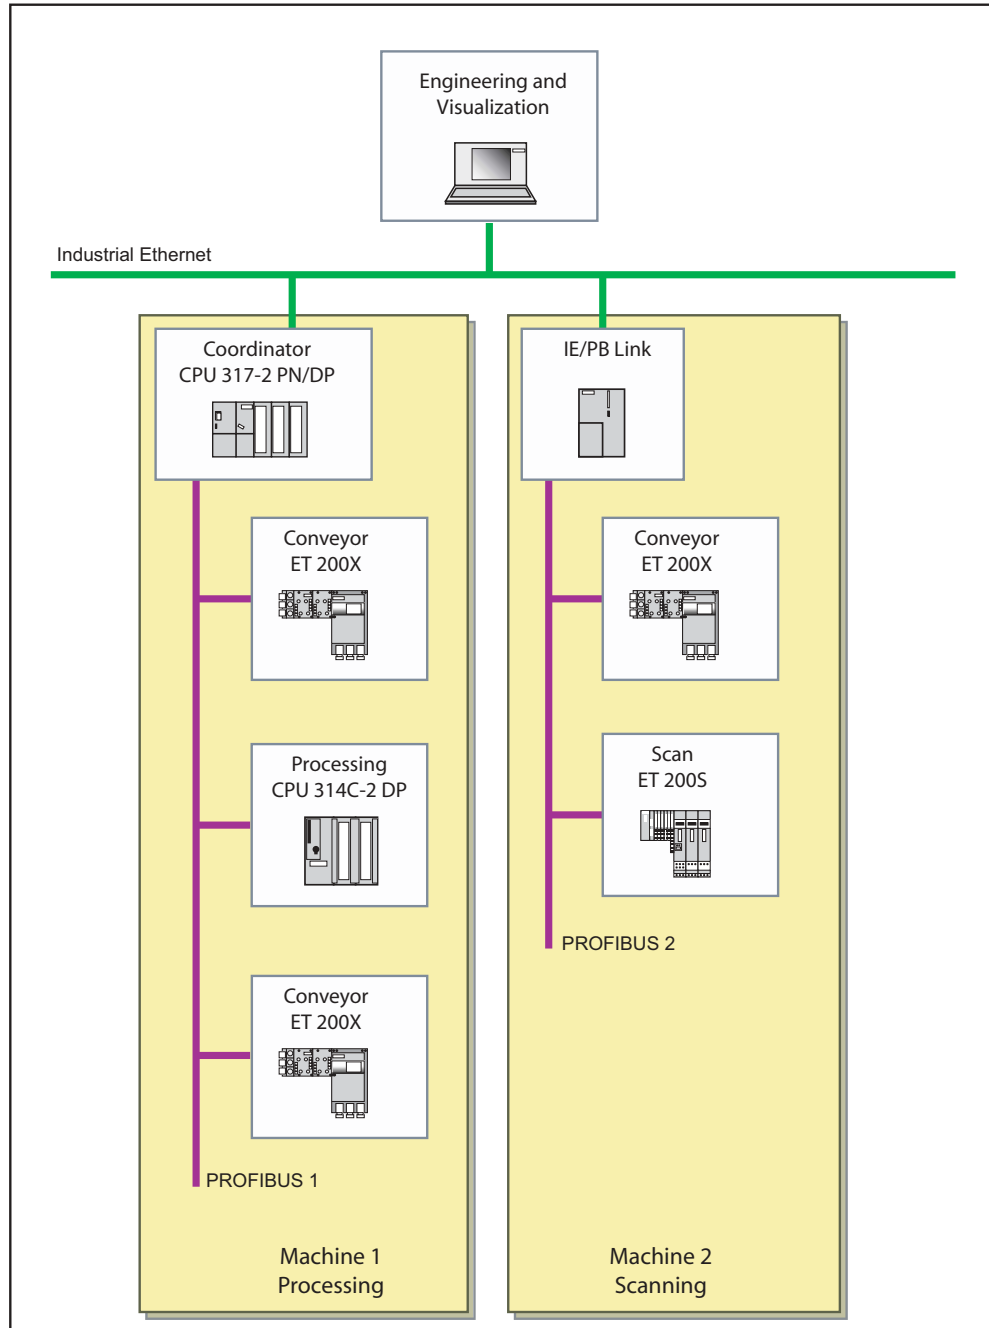 Engineering and
Visualization
Industrial Ethernet
Coordinator
CPU 317-2 PN/DP
Conveyor
ET 200X
Processing
CPU 314C-2 DP
Conveyor
ET 200X
PROFIBUS 1
Machine 1
Processing
IE/PB Link
Conveyor
ET 200X
Scan
ET 200S
PROFIBUS 2
Machine 2
Scanning